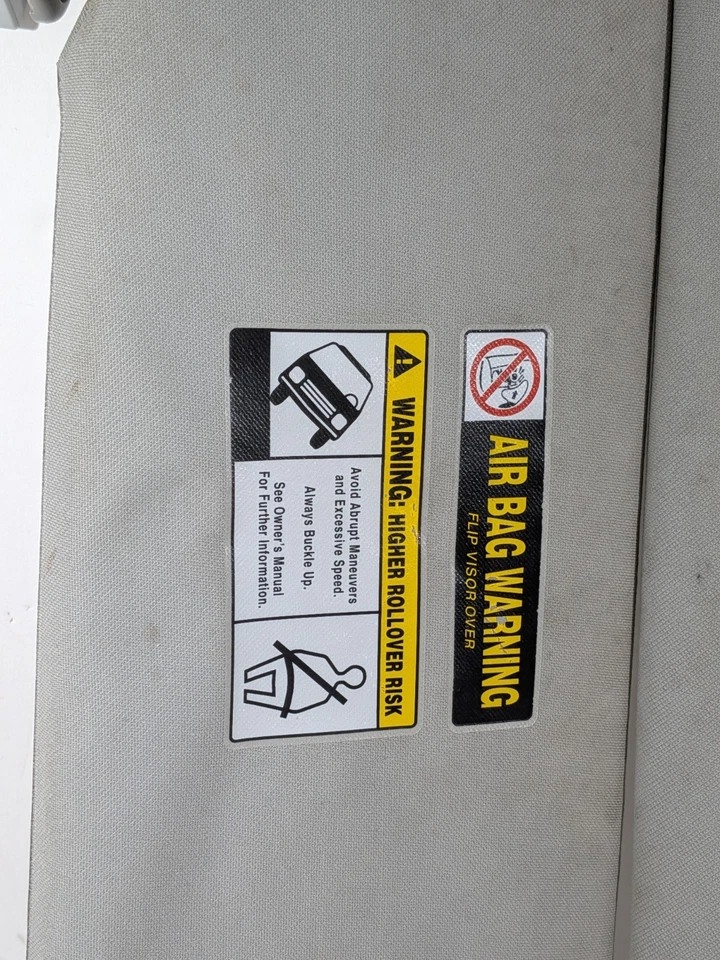 AIR BAG WARNING
FLIP VISOR OVER
WARNING: HIGHER ROLLOVER RISK
Avoid Abrupt Maneuvers
and Excessive Speed.
Always Buckle Up.
See Owner's Manual
For Further Information.